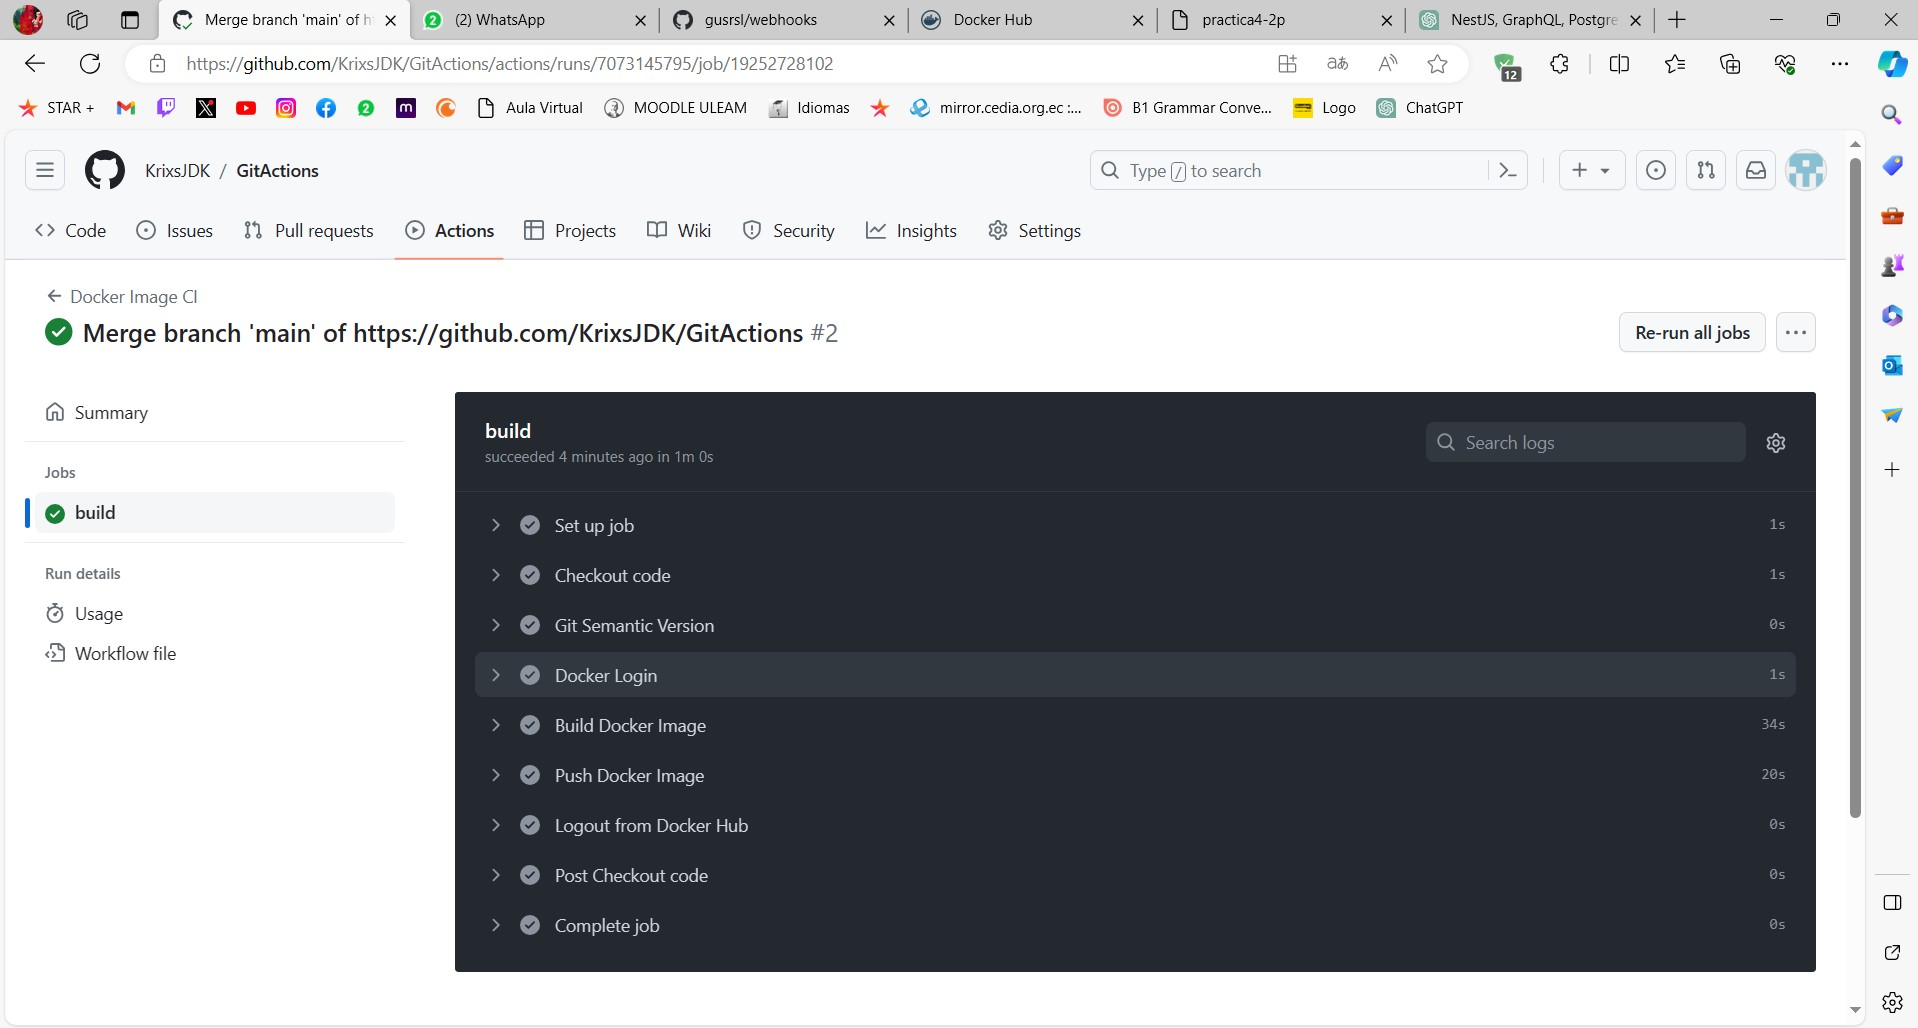 Merge branch 'main' of h
(2) WhatsApp
gusrsl/webhooks
Docker Hub
practica4-2p
NestJS, GraphQL, Postgre
https://github.com/KrixsJDK/GitActions/actions/runs/7073145795/job/19252728102
12
STAR +
Aula Virtual
MOODLE ULEAM
Idiomas
mirror.cedia.org.ec :...
B1 Grammar Conve...
Logo
ChatGPT
KrixsJDK / GitActions
Type / to search
Code
Issues
Pull requests
Actions
Projects
Wiki
Security
Insights
Settings
Docker Image CI
Merge branch 'main' of https://github.com/KrixsJDK/GitActions #2
Re-run all jobs
Summary
Jobs
build
Run details
Usage
Workflow file
build
succeeded 4 minutes ago in 1m 0s
Search logs
Set up job 1s
Checkout code 1s
Git Semantic Version 0s
Docker Login 1s
Build Docker Image 34s
Push Docker Image 20s
Logout from Docker Hub 0s
Post Checkout code 0s
Complete job 0s